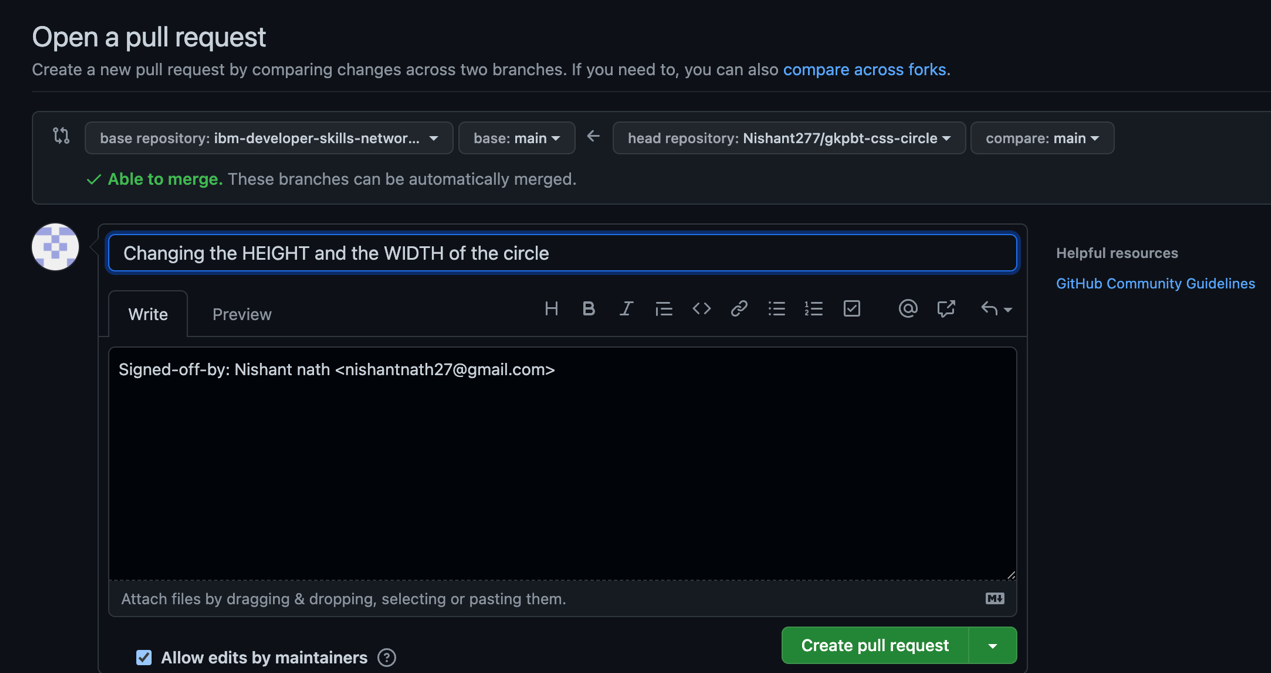 Open a pull request
Create a new pull request by comparing changes across two branches. If you need to, you can also compare across forks.
base repository: ibm-developer-skills-networ... base: main head repository: Nishant277/gkpbt-css-circle compare: main
Able to merge. These branches can be automatically merged.
Changing the HEIGHT and the WIDTH of the circle
Helpful resources
GitHub Community Guidelines
Write Preview
Signed-off-by: Nishant nath <nishantnath27@gmail.com>
Attach files by dragging & dropping, selecting or pasting them.
Allow edits by maintainers
Create pull request